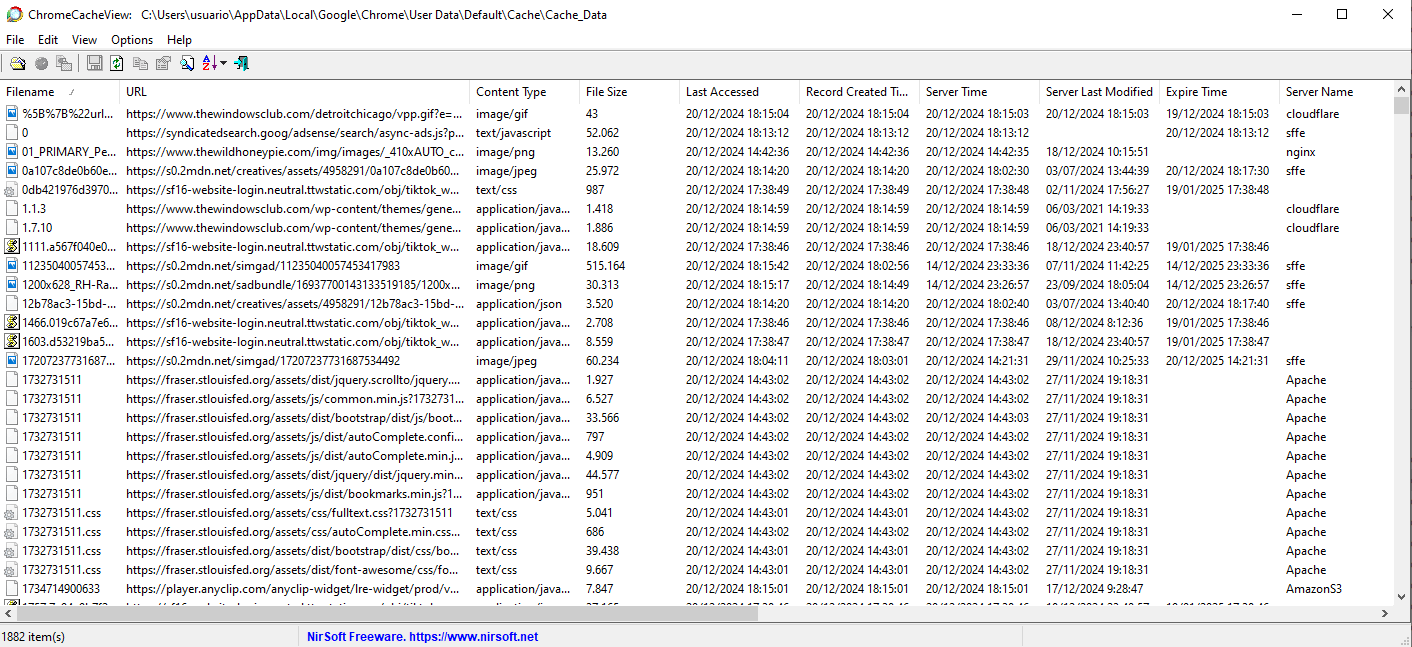 ChromeCacheView:   C:\Users\usuario\AppData\Local\Google\Chrome\User Data\Default\Cache\Cache_Data
File Edit View Options Help
Filename URL Content Type File Size Last Accessed Record Created Ti... Server Time Server Last Modified Expire Time Server Name
%5B%7B%22url... https://www.thewindowsclub.com/detroitchicago/vpp.gif?e=... image/gif 43 20/12/2024 18:15:04 20/12/2024 18:15:04 20/12/2024 18:15:03 20/12/2024 18:15:03 19/12/2024 18:15:03 cloudflare
0 https://syndicatedsearch.goog/adsense/search/async-ads.js?p... text/javascript 52.062 20/12/2024 18:13:12 20/12/2024 18:13:12 20/12/2024 18:13:12 20/12/2024 18:13:12 sffe
01_PRIMARY_Pe... https://www.thewildhoneypie.com/img/images/_410xAUTO_c... image/png 13.260 20/12/2024 14:42:36 20/12/2024 14:42:36 20/12/2024 14:42:35 18/12/2024 10:15:51 nginx
0a107c8de0b60e... https://s0.2mdn.net/creatives/assets/4958291/0a107c8de0b60... image/jpeg 25.972 20/12/2024 18:14:20 20/12/2024 18:14:20 20/12/2024 18:02:30 03/07/2024 13:44:39 20/12/2024 18:17:30 sffe
0db421976d3970... https://sf16-website-login.neutral.ttwstatic.com/obj/tiktok_w... text/css 987 20/12/2024 17:38:49 20/12/2024 17:38:49 20/12/2024 17:38:48 02/11/2024 17:56:27 19/01/2025 17:38:48
1.1.3 https://www.thewindowsclub.com/wp-content/themes/gene... application/java... 1.418 20/12/2024 18:14:59 20/12/2024 18:14:59 20/12/2024 18:14:59 06/03/2021 14:19:33 cloudflare
1.7.10 https://www.thewindowsclub.com/wp-content/themes/gene... application/java... 1.886 20/12/2024 18:14:59 20/12/2024 18:14:59 20/12/2024 18:14:59 06/03/2021 14:19:33 cloudflare
1111.a567f040e0... https://sf16-website-login.neutral.ttwstatic.com/obj/tiktok_w... application/java... 18.609 20/12/2024 17:38:46 20/12/2024 17:38:46 20/12/2024 17:38:46 18/12/2024 23:40:57 19/01/2025 17:38:46
11235040057453... https://s0.2mdn.net/simgad/11235040057453417983 image/gif 515.164 20/12/2024 18:15:42 20/12/2024 18:02:56 14/12/2024 23:33:36 07/11/2024 11:42:25 14/12/2025 23:33:36 sffe
1200x628_RH-Ra... https://s0.2mdn.net/sadbundle/16937700143133519185/1200x... image/png 30.313 20/12/2024 18:15:17 20/12/2024 18:14:49 14/12/2024 23:26:57 23/09/2024 18:05:04 14/12/2025 23:26:57 sffe
12b78ac3-15bd-... https://s0.2mdn.net/creatives/assets/4958291/12b78ac3-15bd... application/json 3.520 20/12/2024 18:14:20 20/12/2024 18:14:20 20/12/2024 18:02:40 03/07/2024 13:40:40 20/12/2024 18:17:40 sffe
1466.019c67a7e6... https://sf16-website-login.neutral.ttwstatic.com/obj/tiktok_w... application/java... 2.708 20/12/2024 17:38:46 20/12/2024 17:38:46 20/12/2024 17:38:46 08/12/2024 8:12:36 19/01/2025 17:38:46
1603.d53219ba5... https://sf16-website-login.neutral.ttwstatic.com/obj/tiktok_w... application/java... 8.559 20/12/2024 17:38:47 20/12/2024 17:38:47 20/12/2024 17:38:47 18/12/2024 23:40:57 19/01/2025 17:38:47
17207237731687... https://s0.2mdn.net/simgad/17207237731687534492 image/jpeg 60.234 20/12/2024 18:04:11 20/12/2024 18:03:01 20/12/2024 14:21:31 29/11/2024 10:25:33 20/12/2025 14:21:31 sffe
1732731511 https://fraser.stlouisfed.org/assets/dist/jquery.scrollto/jquery.... application/java... 1.927 20/12/2024 14:43:02 20/12/2024 14:43:02 20/12/2024 14:43:02 27/11/2024 19:18:31 Apache
1732731511 https://fraser.stlouisfed.org/assets/js/common.min.js?1732731... application/java... 6.527 20/12/2024 14:43:02 20/12/2024 14:43:02 20/12/2024 14:43:02 27/11/2024 19:18:31 Apache
1732731511 https://fraser.stlouisfed.org/assets/dist/bootstrap/dist/js/boot... application/java... 33.566 20/12/2024 14:43:02 20/12/2024 14:43:02 20/12/2024 14:43:03 27/11/2024 19:18:31 Apache
1732731511 https://fraser.stlouisfed.org/assets/js/dist/autoComplete.confi... application/java... 797 20/12/2024 14:43:02 20/12/2024 14:43:02 20/12/2024 14:43:02 27/11/2024 19:18:31 Apache
1732731511 https://fraser.stlouisfed.org/assets/dist/autoComplete.min.j... application/java... 4.909 20/12/2024 14:43:02 20/12/2024 14:43:02 20/12/2024 14:43:02 27/11/2024 19:18:31 Apache
1732731511 https://fraser.stlouisfed.org/assets/dist/jquery/dist/jquery.min... application/java... 44.577 20/12/2024 14:43:02 20/12/2024 14:43:02 20/12/2024 14:43:02 27/11/2024 19:18:31 Apache
1732731511 https://fraser.stlouisfed.org/assets/js/dist/bookmarks.min.js?1... application/java... 951 20/12/2024 14:43:02 20/12/2024 14:43:02 20/12/2024 14:43:02 27/11/2024 19:18:31 Apache
1732731511.css https://fraser.stlouisfed.org/assets/css/fulltext.css?1732731511 text/css 5.041 20/12/2024 14:43:01 20/12/2024 14:43:01 20/12/2024 14:43:02 27/11/2024 19:18:31 Apache
1732731511.css https://fraser.stlouisfed.org/assets/css/autoComplete.min.css... text/css 686 20/12/2024 14:43:02 20/12/2024 14:43:02 20/12/2024 14:43:02 27/11/2024 19:18:31 Apache
1732731511.css https://fraser.stlouisfed.org/assets/dist/bootstrap/dist/css/bo... text/css 39.438 20/12/2024 14:43:01 20/12/2024 14:43:01 20/12/2024 14:43:02 27/11/2024 19:18:31 Apache
1732731511.css https://fraser.stlouisfed.org/assets/dist/font-awesome/css/fo... text/css 9.667 20/12/2024 14:43:01 20/12/2024 14:43:01 20/12/2024 14:43:02 27/11/2024 19:18:31 Apache
1734714900633 https://player.anyclip.com/anyclip-widget/lre-widget/prod/v... application/java... 7.847 20/12/2024 18:15:01 20/12/2024 18:15:01 20/12/2024 18:15:01 17/12/2024 9:28:47 AmazonS3
1882 item(s) NirSoft Freeware. https://www.nirsoft.net